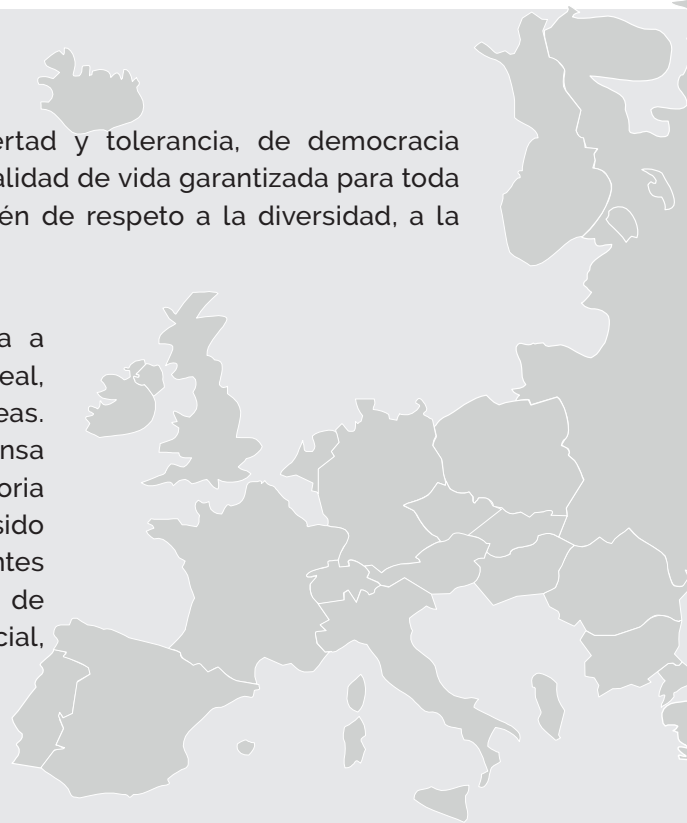 ertad y tolerancia, de democracia
alidad de vida garantizada para toda
én de respeto a la diversidad, a la
a a
eal,
eas.
nsa
oria
sido
ntes
de
cial,